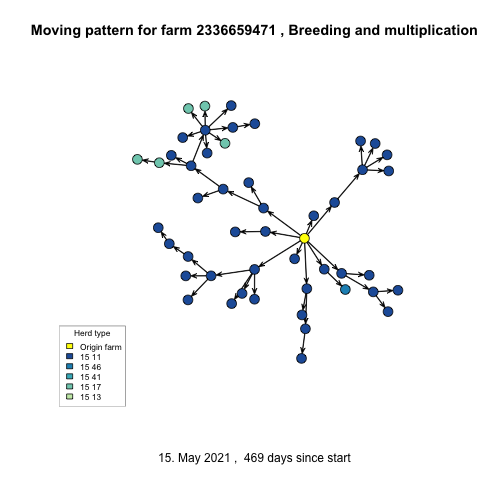 Moving pattern for farm 2336659471 , Breeding and multiplication
Herd type
Origin farm
15 11
15 46
15 41
15 17
15 13
15. May 2021 ,  469 days since start